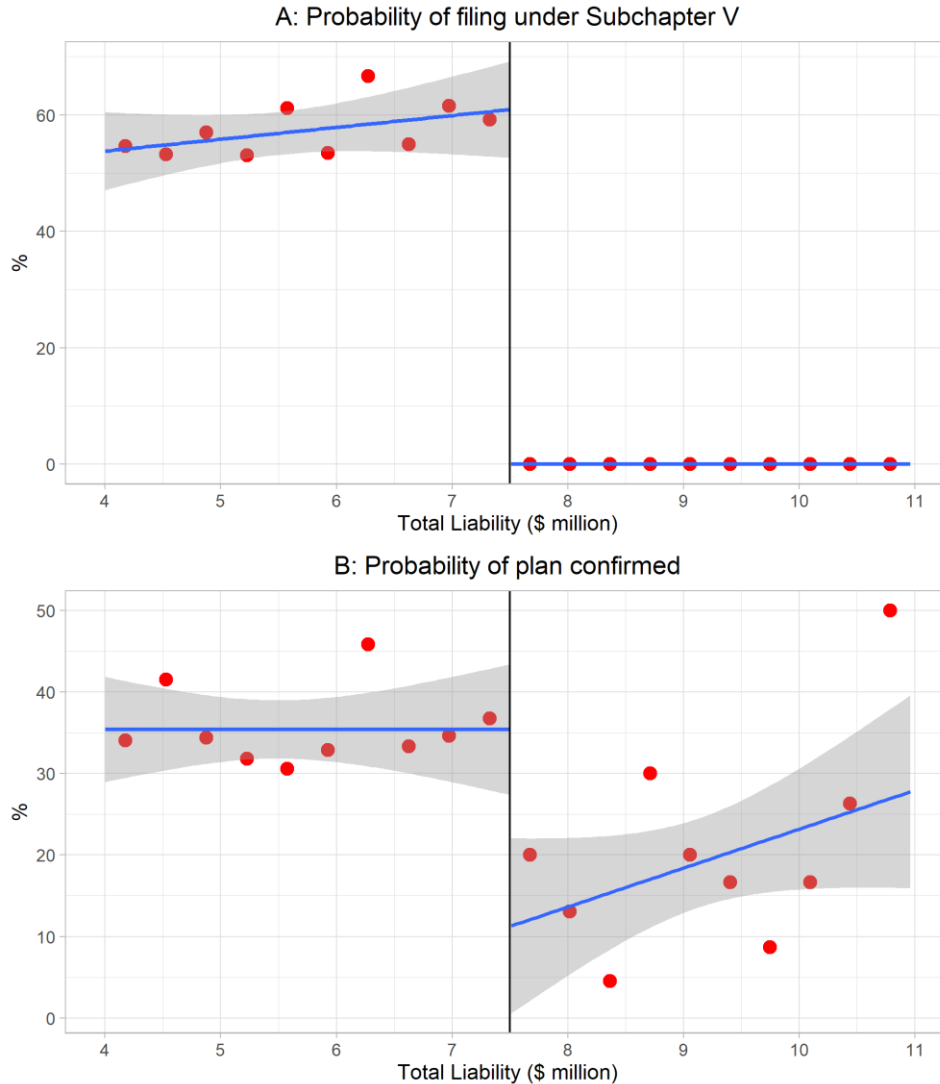 A: Probability of filing under Subchapter V
60
40
20
0
%
4 5 6 7 8 9 10 11
Total Liability ($ million)
B: Probability of plan confirmed
50
40
30
20
10
0
%
4 5 6 7 8 9 10 11
Total Liability ($ million)